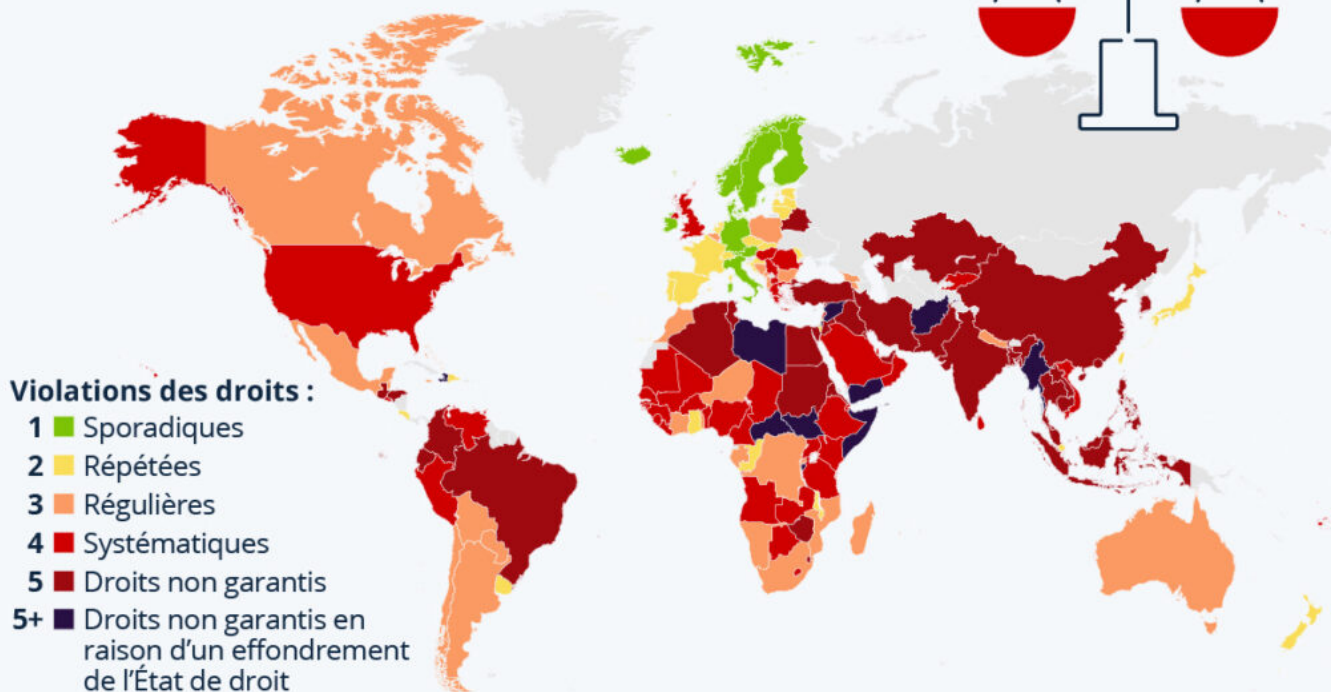 Violations des droits :
1 Sporadiques
2 Répétées
3 Régulières
4 Systématiques
5 Droits non garantis
5+ Droits non garantis en
raison d’un effondrement
de l’État de droit